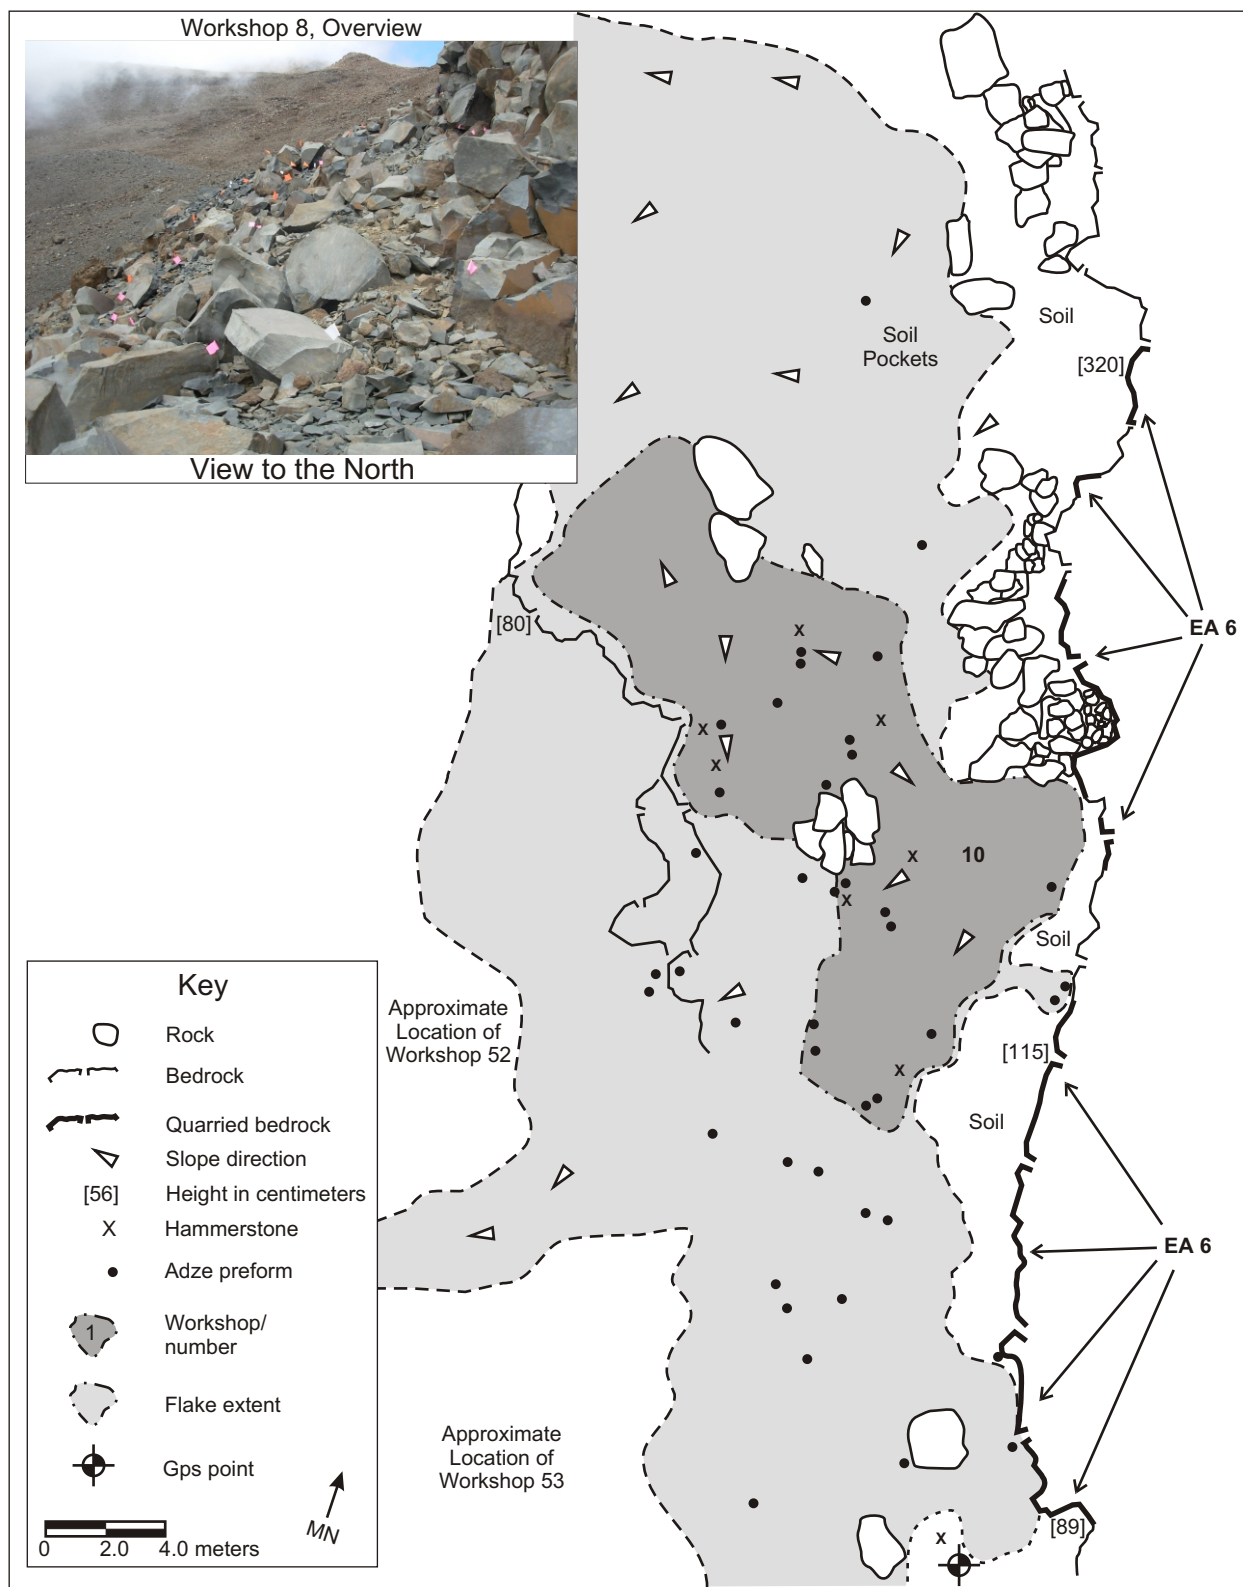 Workshop 8, Overview
View to the North
Soil
Soil
Pockets
[320]
[80]
EA 6
X
X
X
X
10
X
X
Soil
Approximate
Location of
Workshop 52
[115]
X
Soil
EA 6
Approximate
Location of
Workshop 53
[89]
X
Key
Rock
Bedrock
Quarried bedrock
Slope direction
[56] Height in centimeters
X Hammerstone
Adze preform
1 Workshop/
number
Flake extent
Gps point
MN
0 2.0 4.0 meters